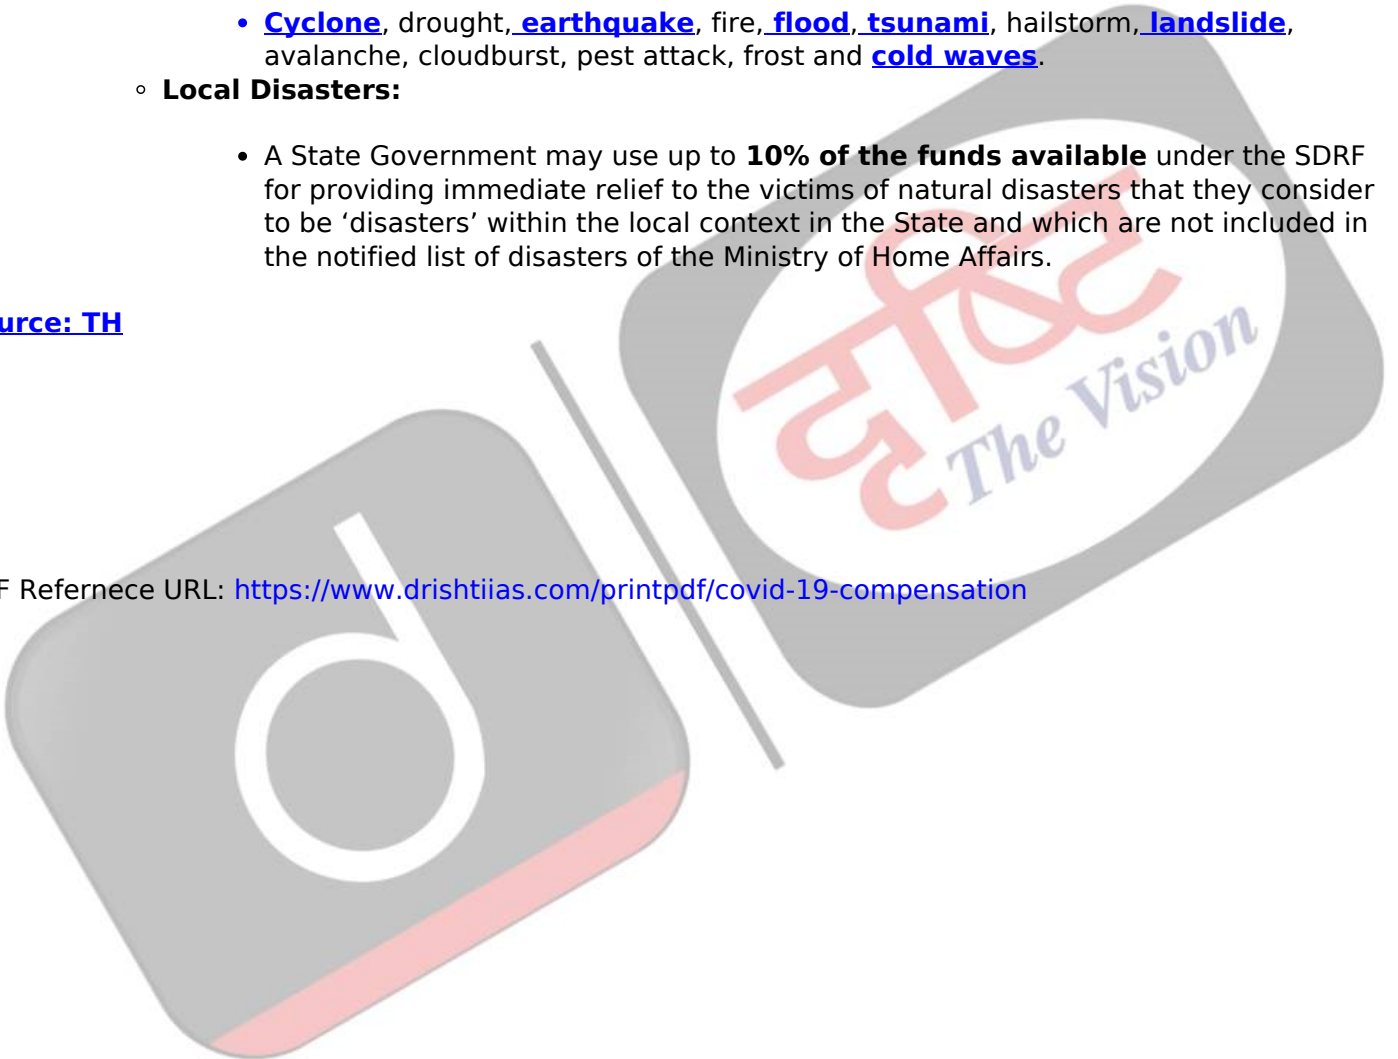 Cyclone, drought, earthquake, fire, flood, tsunami, hailstorm, landslide,
avalanche, cloudburst, pest attack, frost and cold waves.
Local Disasters:
A State Government may use up to 10% of the funds available under the SDRF
for providing immediate relief to the victims of natural disasters that they consider
to be ‘disasters’ within the local context in the State and which are not included in
the notified list of disasters of the Ministry of Home Affairs.
urce: TH
दृष्टि
The Vision
d
F Refernece URL: https://www.drishtiias.com/printpdf/covid-19-compensation